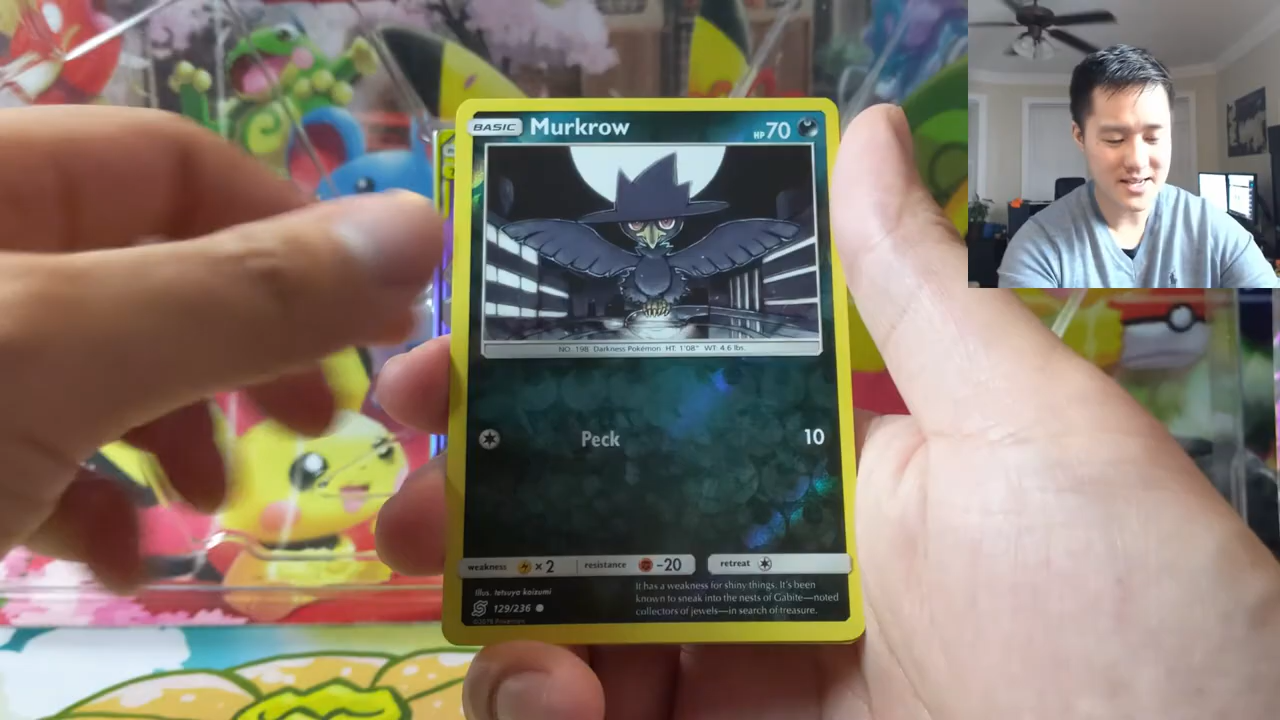 BASIC Murkrow HP 70
NO. 198 Darkness Pokémon HT: 1'08" WT: 4.6 lbs.
Peck 10
weakness × 2 resistance -20 retreat
It has a weakness for shiny things. It's been
known to sneak into the nests of Gabite—noted
collectors of jewels—in search of treasure.
Illus. tetsuya koizumi
129/236
©2019 Pokémon